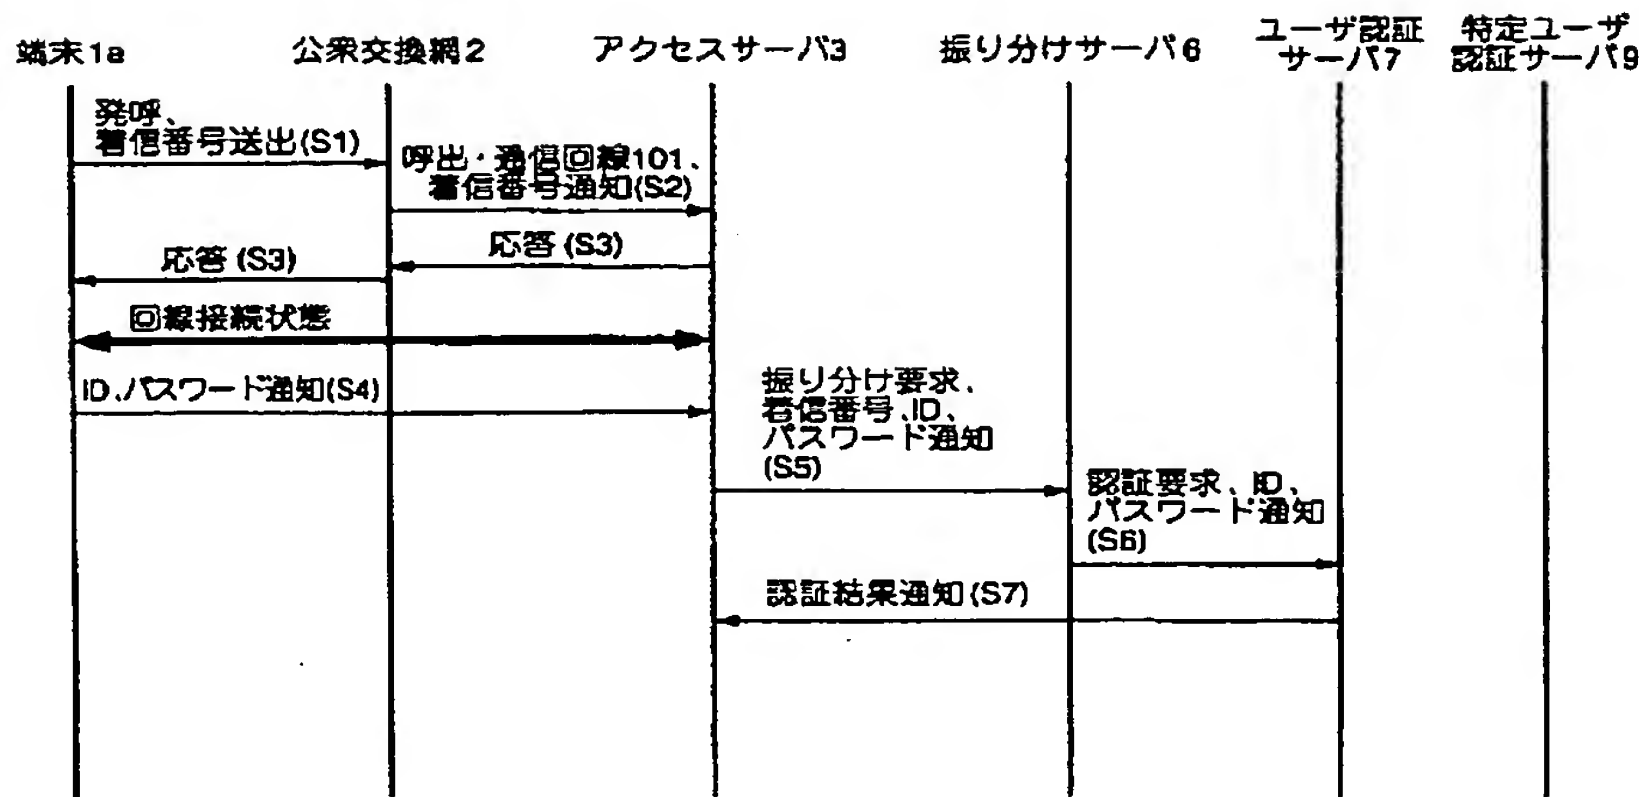 端末1a
公衆交換網2
アクセスサーバ3
振り分けサーバ6
ユーザ認証
サーバ7
特定ユーザ
認証サーバ9
発呼、
着信番号送出(S1)
呼出・通信回線101、
着信番号通知(S2)
応答(S3)
応答(S3)
回線接続状態
ID、パスワード通知(S4)
振り分け要求、
着信番号、ID、
パスワード通知
(S5)
認証要求、ID、
パスワード通知
(S6)
認証結果通知(S7)